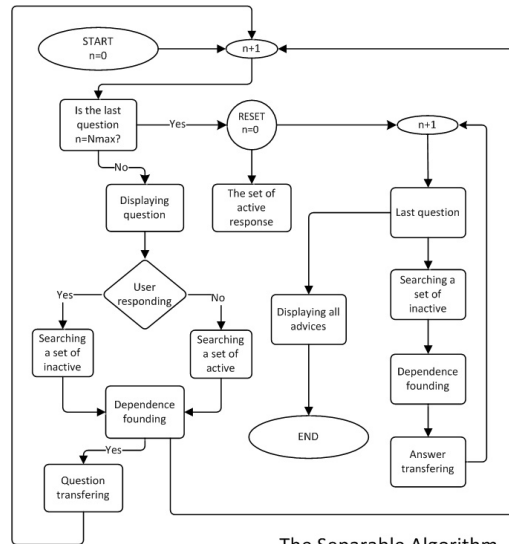 START
n=0
n+1
Is the last
question
n=Nmax?
Yes
RESET
n=0
n+1
No
Displaying
question
The set of
active
response
Last question
User
responding
Yes
No
Searching
a set of
inactive
Searching
a set of
active
Displaying all
advices
Searching a
set of
inactive
Dependence
founding
Dependence
founding
Yes
END
Question
transfering
Answer
transfering
The Separable Algorithm